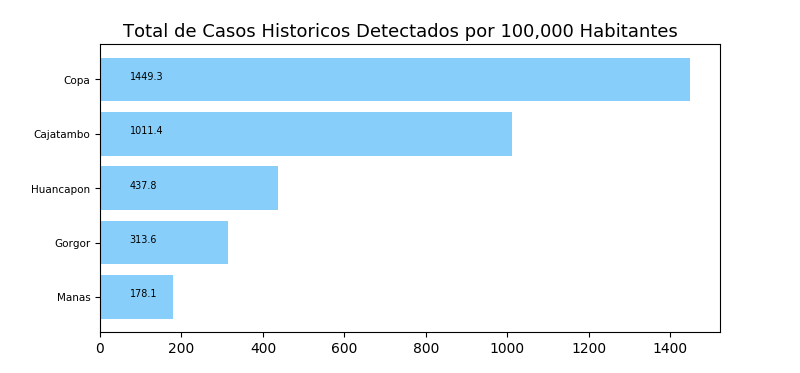 Total de Casos Historicos Detectados por 100,000 Habitantes
Copa 1449.3
Cajatambo 1011.4
Huancapon 437.8
Gorgor 313.6
Manas 178.1
0 200 400 600 800 1000 1200 1400